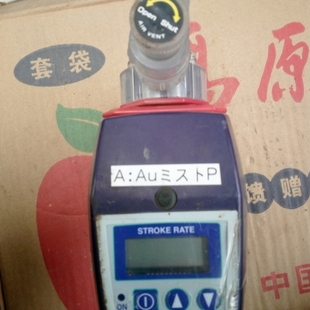 Open Shut
AIR VENT
套袋
高原
A:AuミストP
馈赠
STROKE RATE
中国
ON